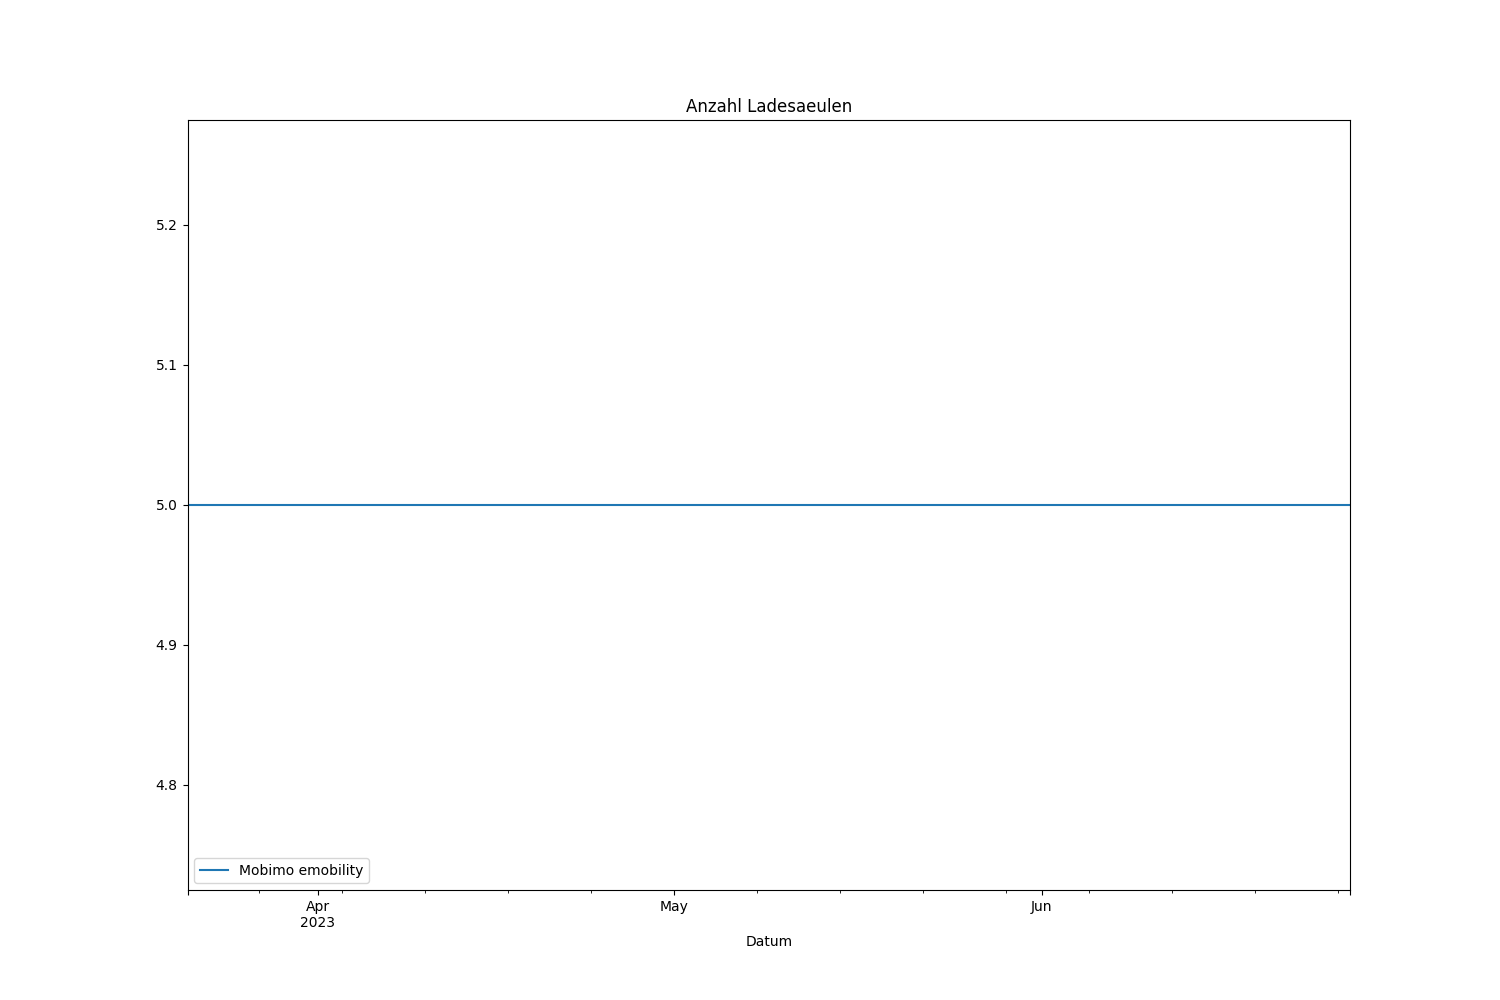 Anzahl Ladesaeulen
5.2
5.1
5.0
4.9
4.8
Mobimo emobility
Apr
2023
May
Jun
Datum